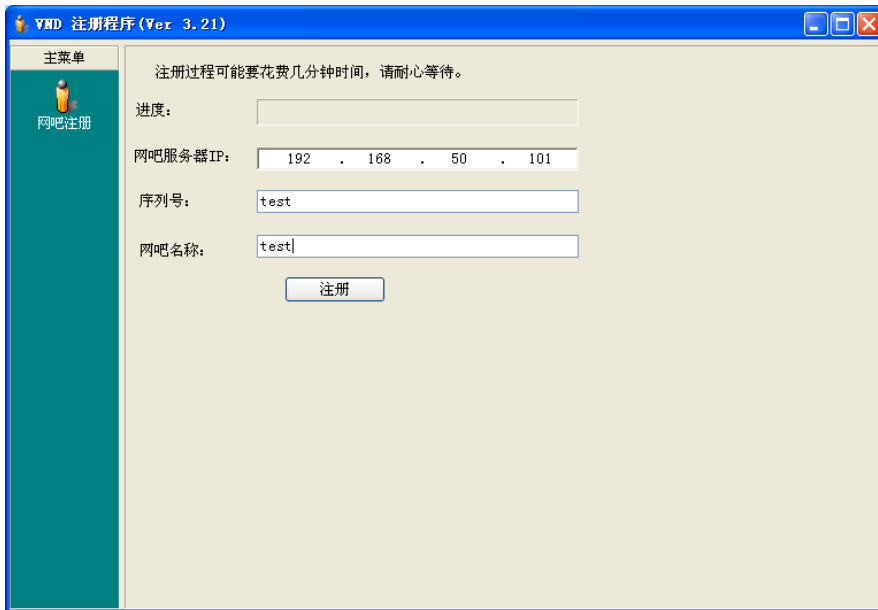 VND 注册程序(Ver 3.21)
主菜单
网吧注册
注册过程可能要花费几分钟时间，请耐心等待。
进度：
网吧服务器IP： 192 . 168 . 50 . 101
序列号： test
网吧名称： test
注册